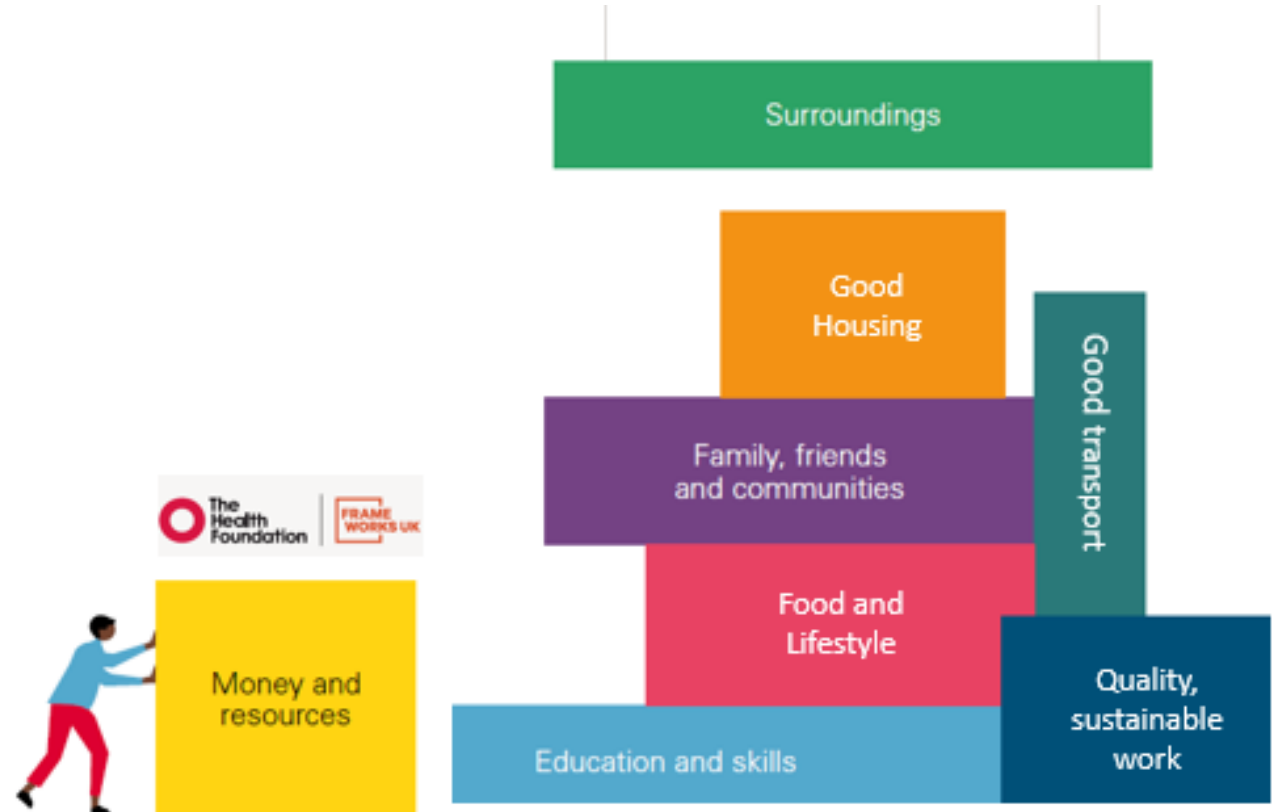 Surroundings
Good
Housing
Good transport
Family, friends
and communities
The
Health
Foundation
FRAME
WORKS UK
Food and
Lifestyle
Money and
resources
Quality,
sustainable
work
Education and skills